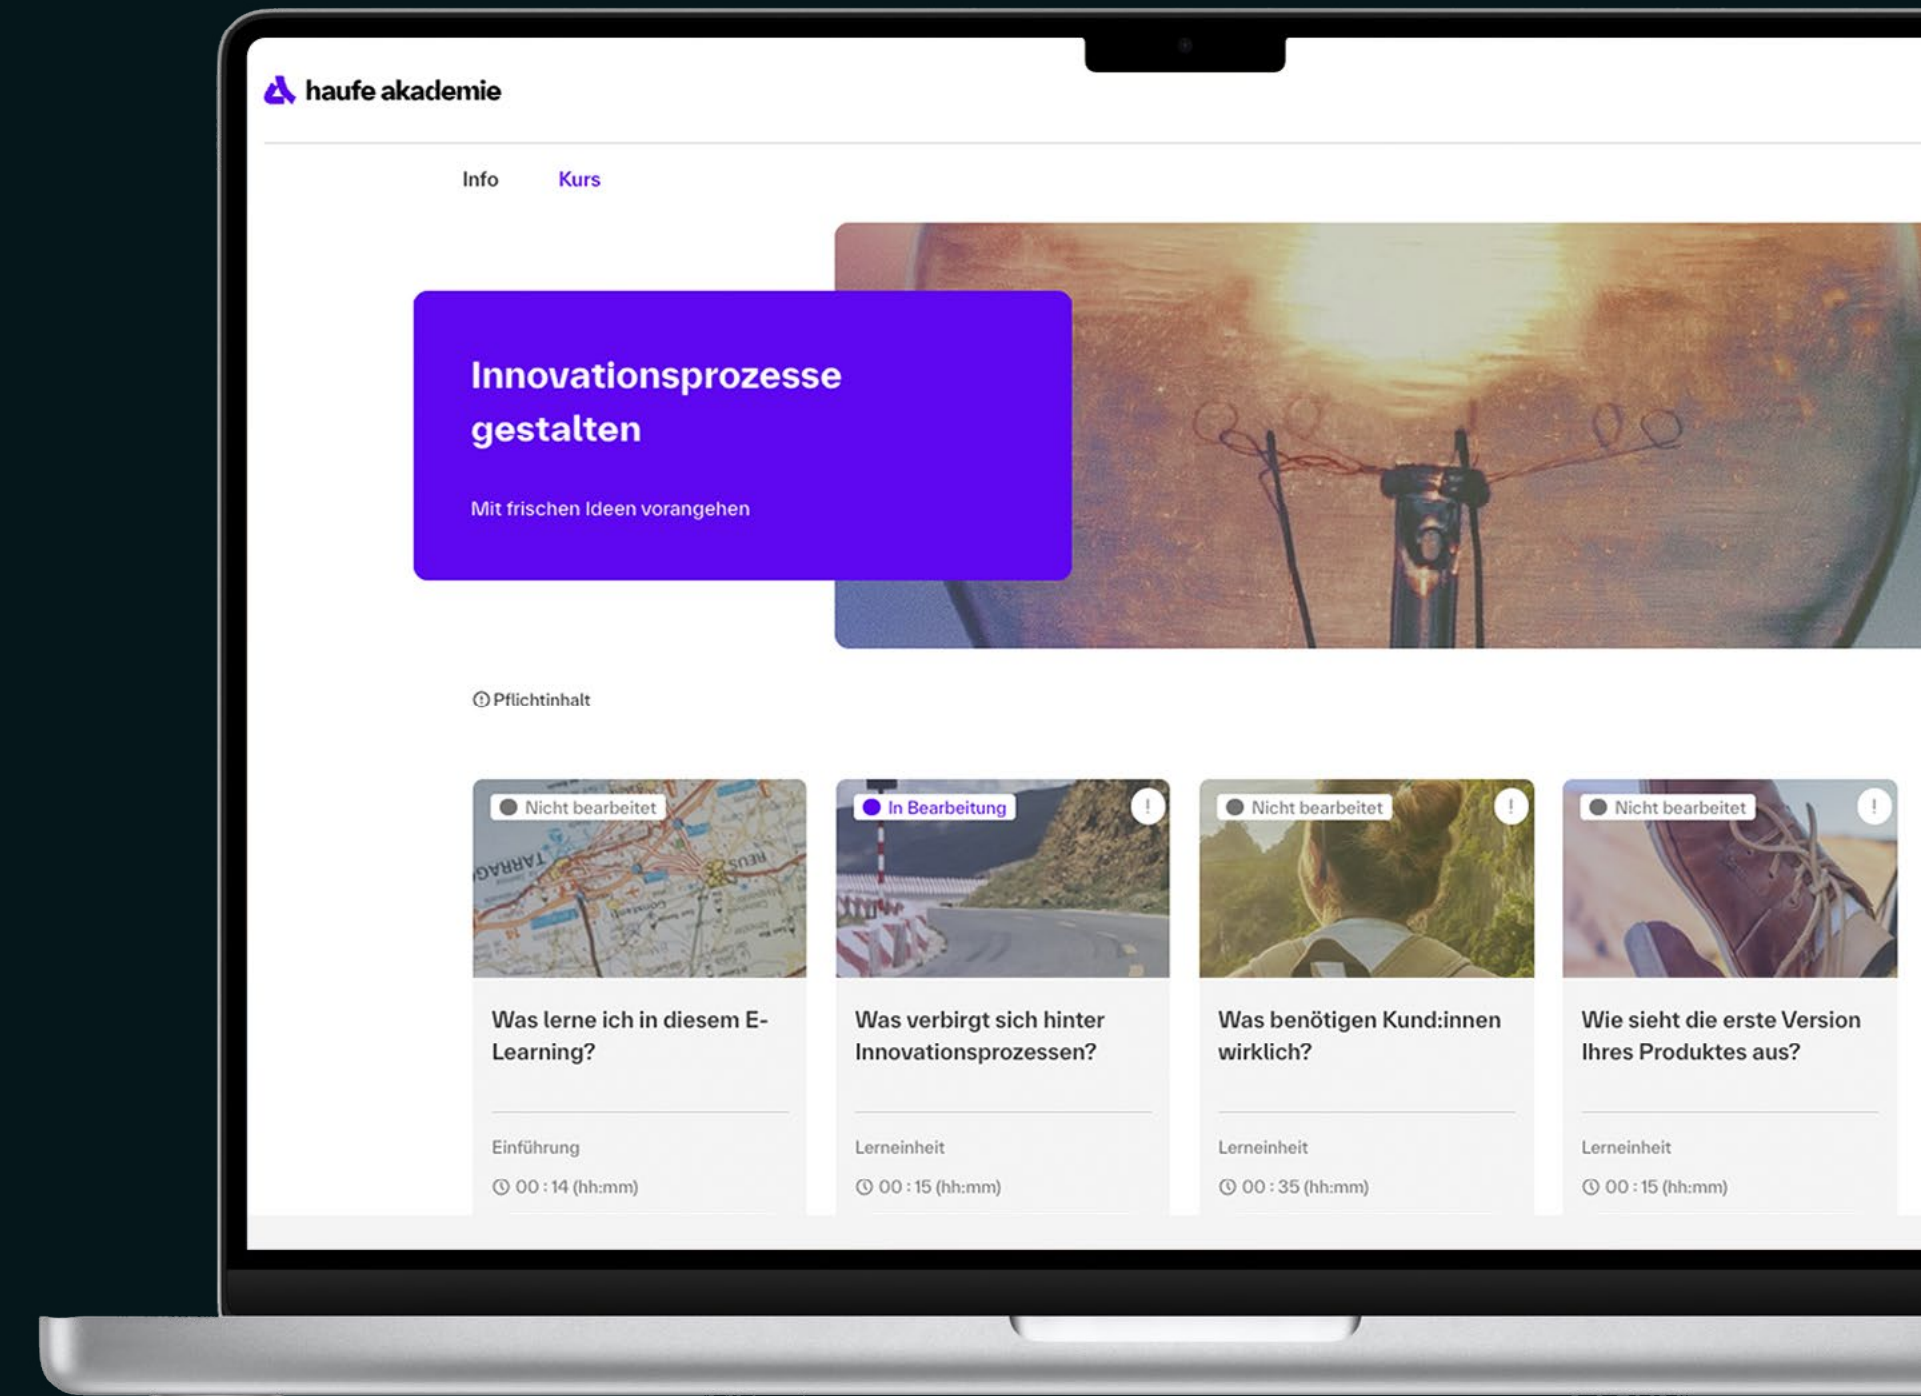 haufe akademie
Info
Kurs
Innovationsprozesse
gestalten
Mit frischen Ideen vorangehen
Pflichtinhalt
Nicht bearbeitet
In Bearbeitung
!
Nicht bearbeitet
!
Nicht bearbeitet
!
TARRAG
REUS
Constantí
Was lerne ich in diesem E-
Learning?
Was verbirgt sich hinter
Innovationsprozessen?
Was benötigen Kund:innen
wirklich?
Wie sieht die erste Version
Ihres Produktes aus?
Einführung
Lerneinheit
Lerneinheit
Lerneinheit
00 : 14 (hh:mm)
00 : 15 (hh:mm)
00 : 35 (hh:mm)
00 : 15 (hh:mm)